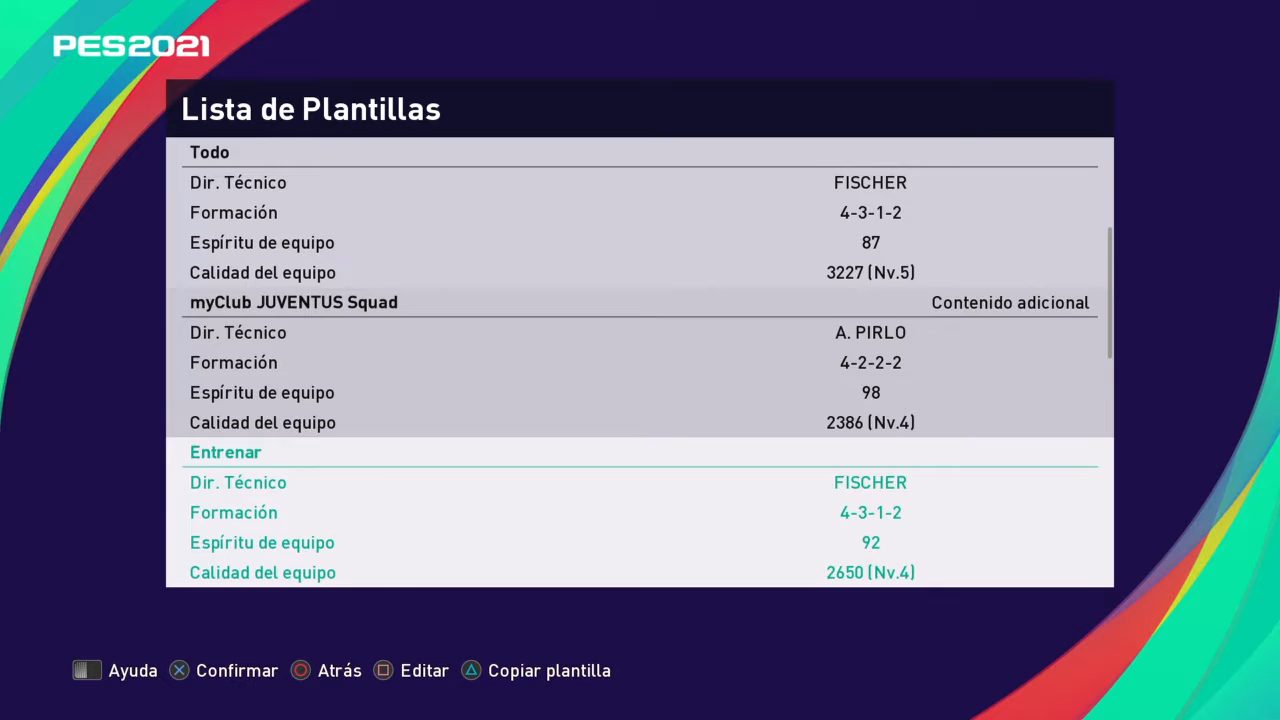 PES2021
Lista de Plantillas
Todo
Dir. Técnico FISCHER
Formación 4-3-1-2
Espíritu de equipo 87
Calidad del equipo 3227 (Nv.5)
myClub JUVENTUS Squad Contenido adicional
Dir. Técnico A. PIRLO
Formación 4-2-2-2
Espíritu de equipo 98
Calidad del equipo 2386 (Nv.4)
Entrenar
Dir. Técnico FISCHER
Formación 4-3-1-2
Espíritu de equipo 92
Calidad del equipo 2650 (Nv.4)
Ayuda Confirmar Atrás Editar Copiar plantilla